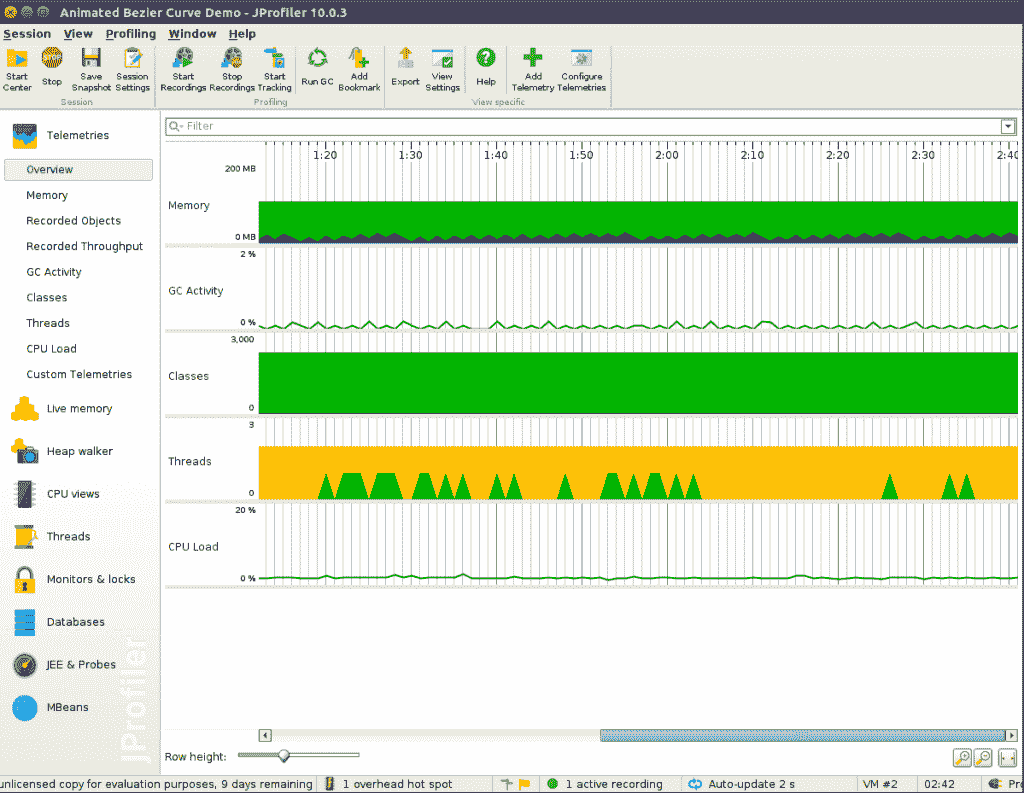 Animated Bezier Curve Demo - JProfiler 10.0.3
Session View Profiling Window Help
Start Center
Stop
Save Snapshot
Session Settings
Start Recordings
Stop Recordings
Start Tracking
Run GC
Add Bookmark
Export
View Settings
Help
Add Telemetry
Configure Telemetries
Session
Profiling
View specific
Telemetries
Overview
Memory
Recorded Objects
Recorded Throughput
GC Activity
Classes
Threads
CPU Load
Custom Telemetries
Live memory
Heap walker
CPU views
Threads
Monitors & locks
Databases
JEE & Probes
MBeans
JProfiler
Filter
1:20 1:30 1:40 1:50 2:00 2:10 2:20 2:30 2:40
200 MB
Memory
0 MB
2 %
GC Activity
0 %
3,000
Classes
0
3
Threads
0
20 %
CPU Load
0 %
Row height:
unlicensed copy for evaluation purposes, 9 days remaining
1 overhead hot spot
1 active recording
Auto-update 2 s
VM #2
02:42